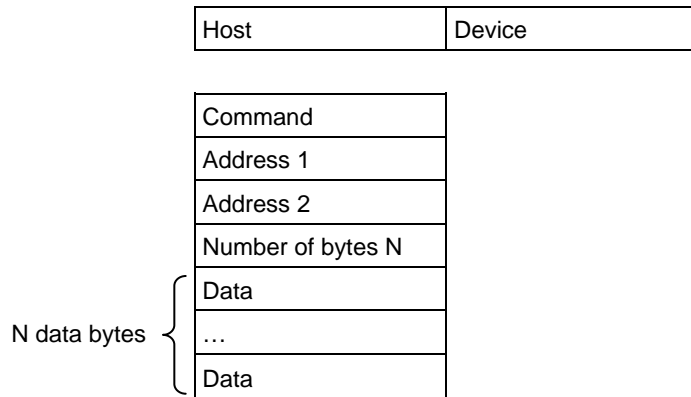 Host Device
Command
Address 1
Address 2
Number of bytes N
Data
N data bytes …
Data